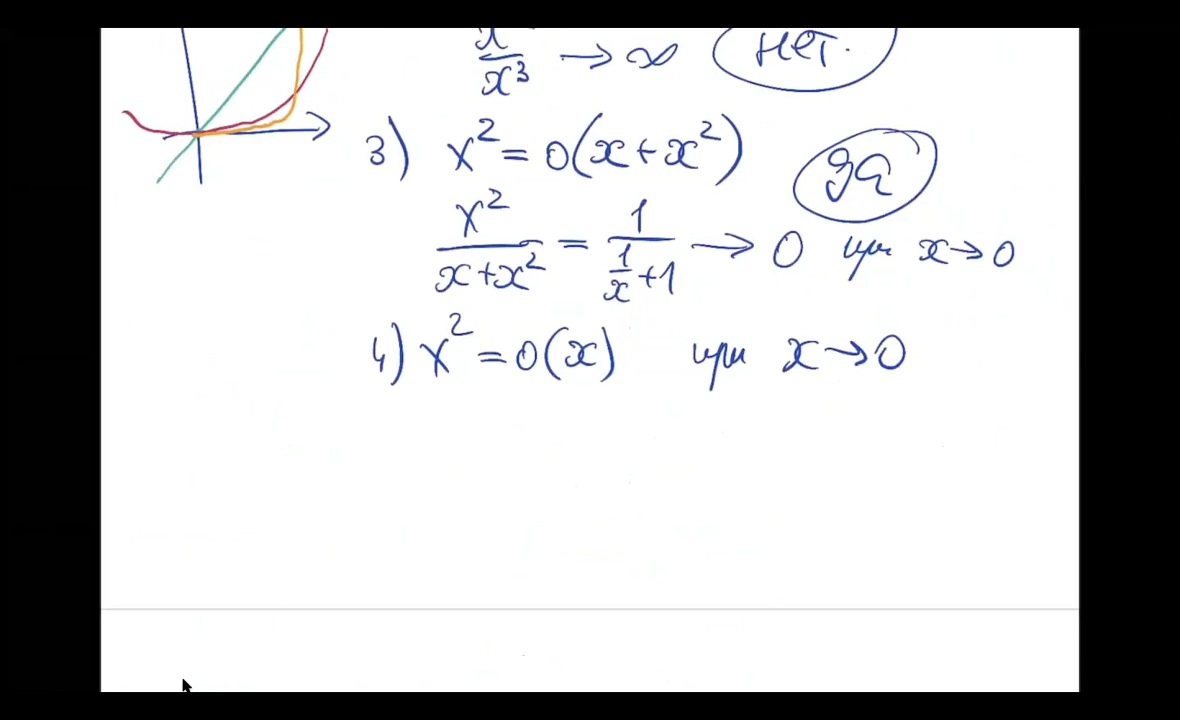 x/x³ → ∞ нет.
3) x² = o(x+x²) да
x²/(x+x²) = 1/(1/x+1) → 0 при x→0
4) x² = o(x) при x→0